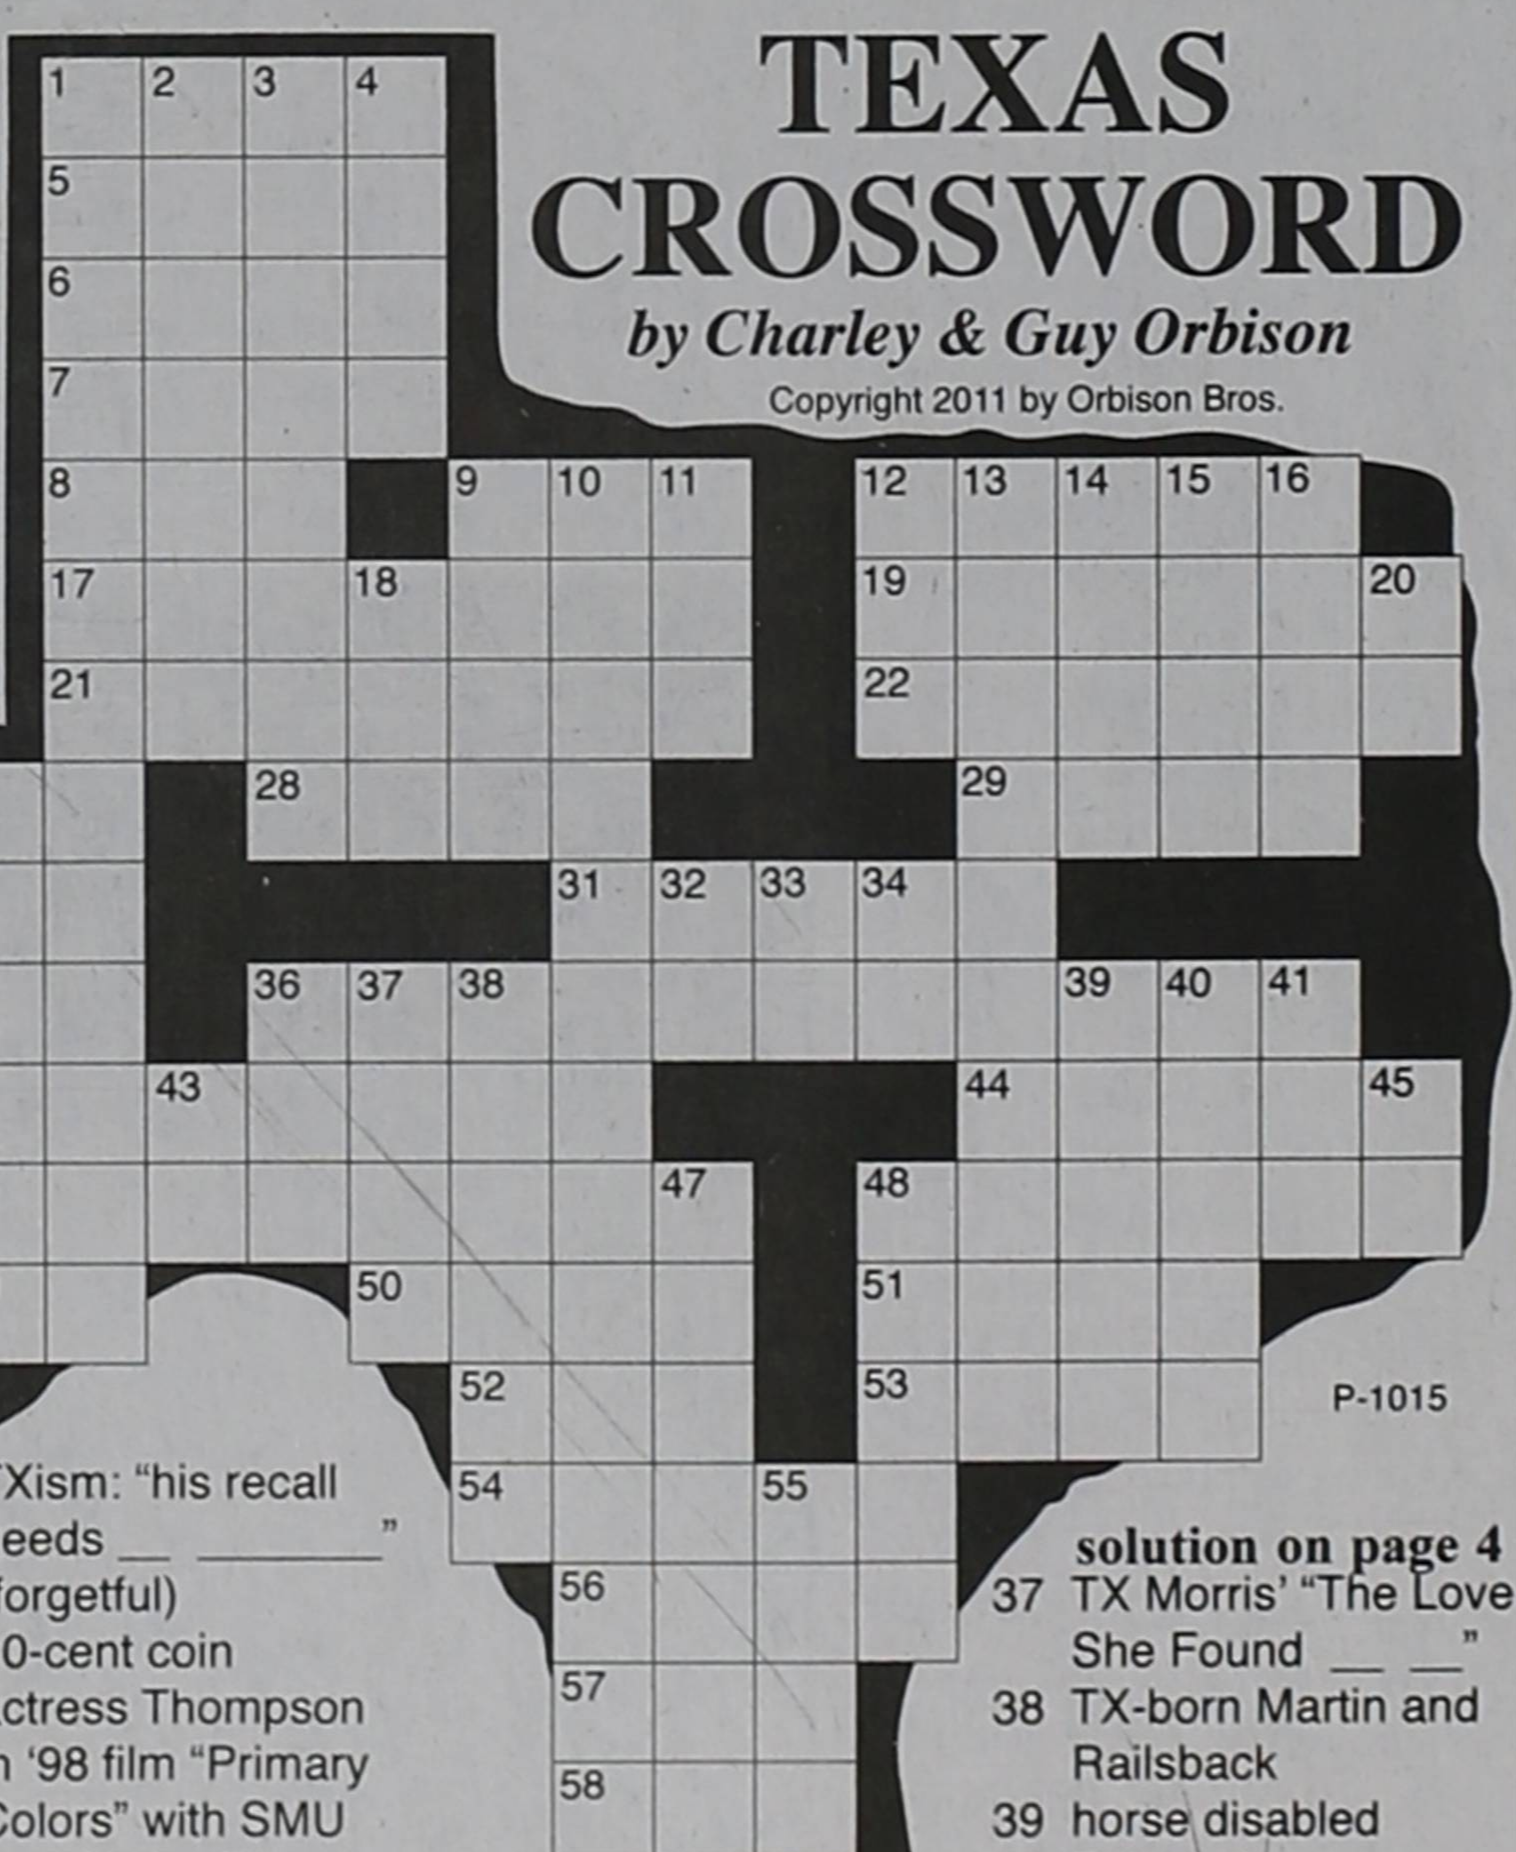 TEXAS
CROSSWORD
by Charley & Guy Orbison
Copyright 2011 by Orbison Bros.
1 2 3 4
5
6
7
8 9 10 11 12 13 14 15 16
17 18 19 20
21 22
28 29
31 32 33 34
36 37 38 39 40 41
43 44 45
47 48
50 51
52 53
P-1015
54 55
56
57
58
Xism: “his recall
eeds __ ______”
forgetful)
0-cent coin
ctress Thompson
n ‘98 film “Primary
Colors” with SMU
solution on page 4
37 TX Morris’ “The Love
She Found __ __”
38 TX-born Martin and
Railsback
39 horse disabled